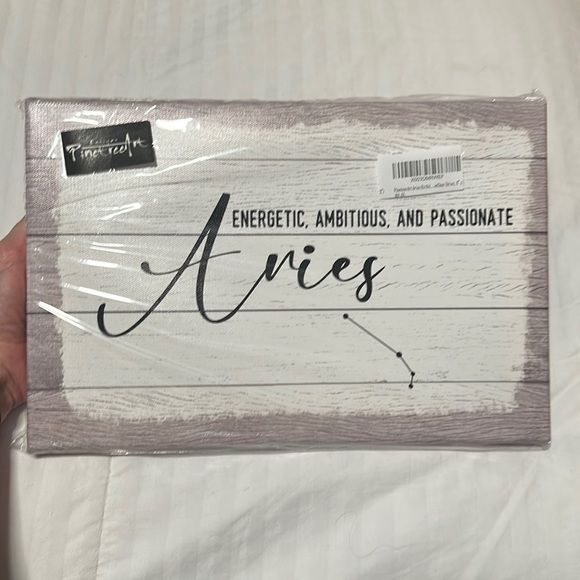 PinetreeArt
ENERGETIC, AMBITIOUS, AND PASSIONATE
Aries